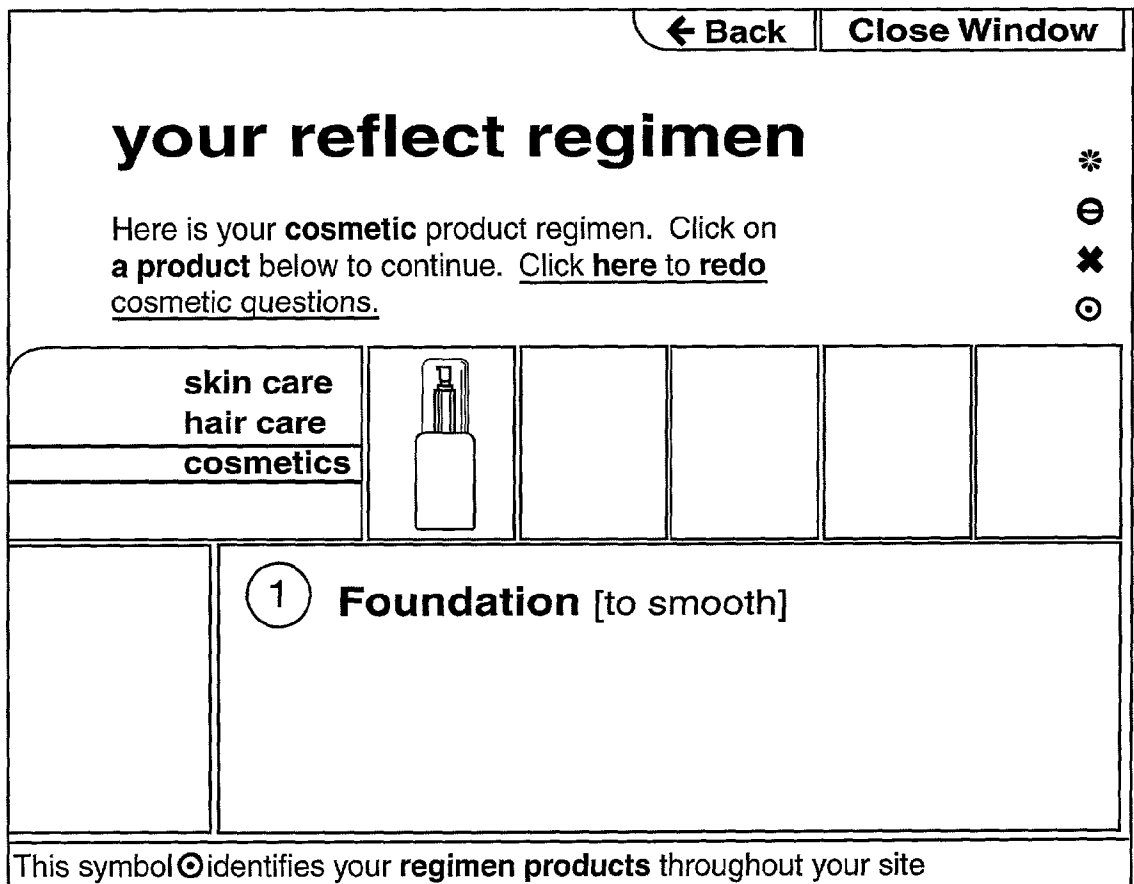 ← Back Close Window
your reflect regimen
Here is your cosmetic product regimen. Click on
a product below to continue. Click here to redo
cosmetic questions.
skin care
hair care
cosmetics
1 Foundation [to smooth]
This symbol⊙identifies your regimen products throughout your site